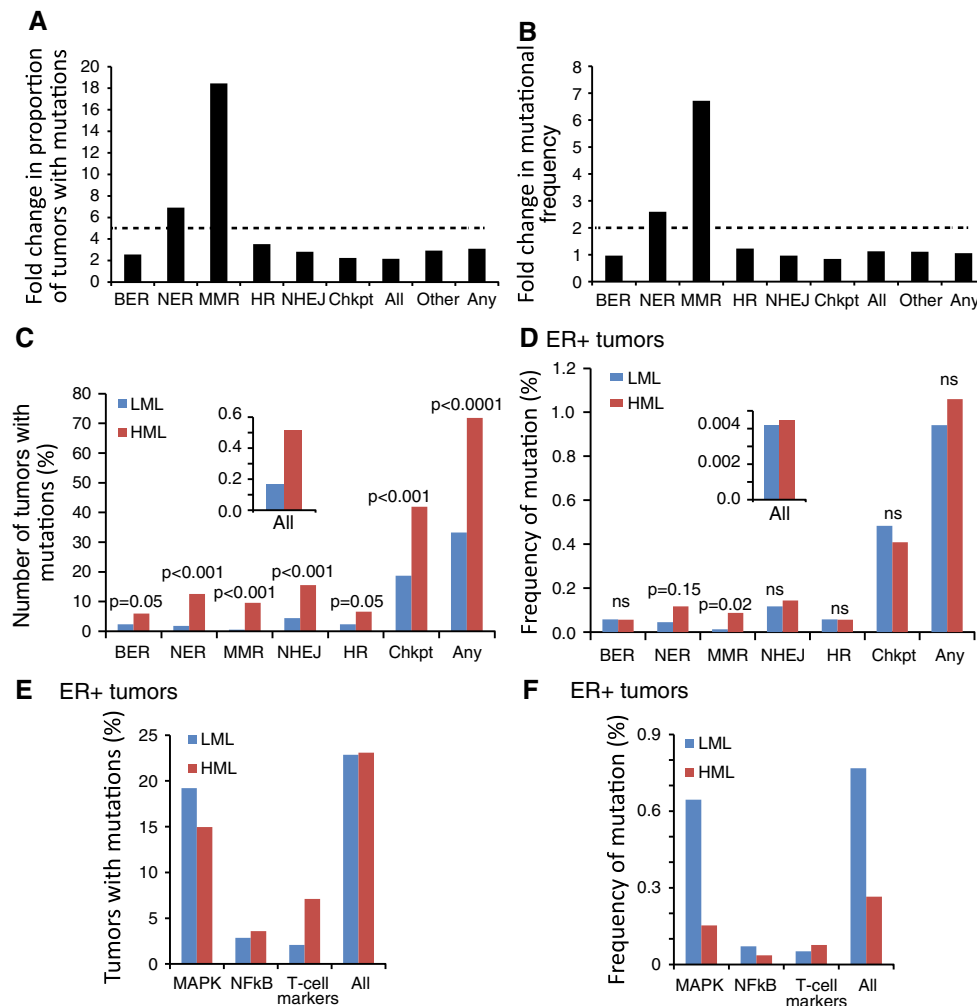 A
Fold change in proportion
of tumors with mutations
20
18
16
14
12
10
8
6
4
2
0
BER NER MMR HR NHEJ Chkpt All Other Any
B
Fold change in mutational
frequency
8
7
6
5
4
3
2
1
0
BER NER MMR HR NHEJ Chkpt All Other Any
C
Number of tumors with
mutations (%)
80
70
60
50
40
30
20
10
0
LML
HML
p=0.05
p<0.001
p<0.001
p<0.001
p=0.05
p<0.001
p<0.0001
0.6
0.4
0.2
0.0
All
BER NER MMR NHEJ HR Chkpt Any
D ER+ tumors
Frequency of mutation (%)
1.2
1.0
0.8
0.6
0.4
0.2
0.0
LML
HML
ns
p=0.15
p=0.02
ns
ns
ns
ns
0.004
0.002
0.0
All
BER NER MMR NHEJ HR Chkpt Any
E ER+ tumors
Tumors with mutations (%)
25
20
15
10
5
0
LML
HML
MAPK NFkB T-cell markers All
F ER+ tumors
Frequency of mutation (%)
0.9
0.6
0.3
0
LML
HML
MAPK NFkB T-cell markers All